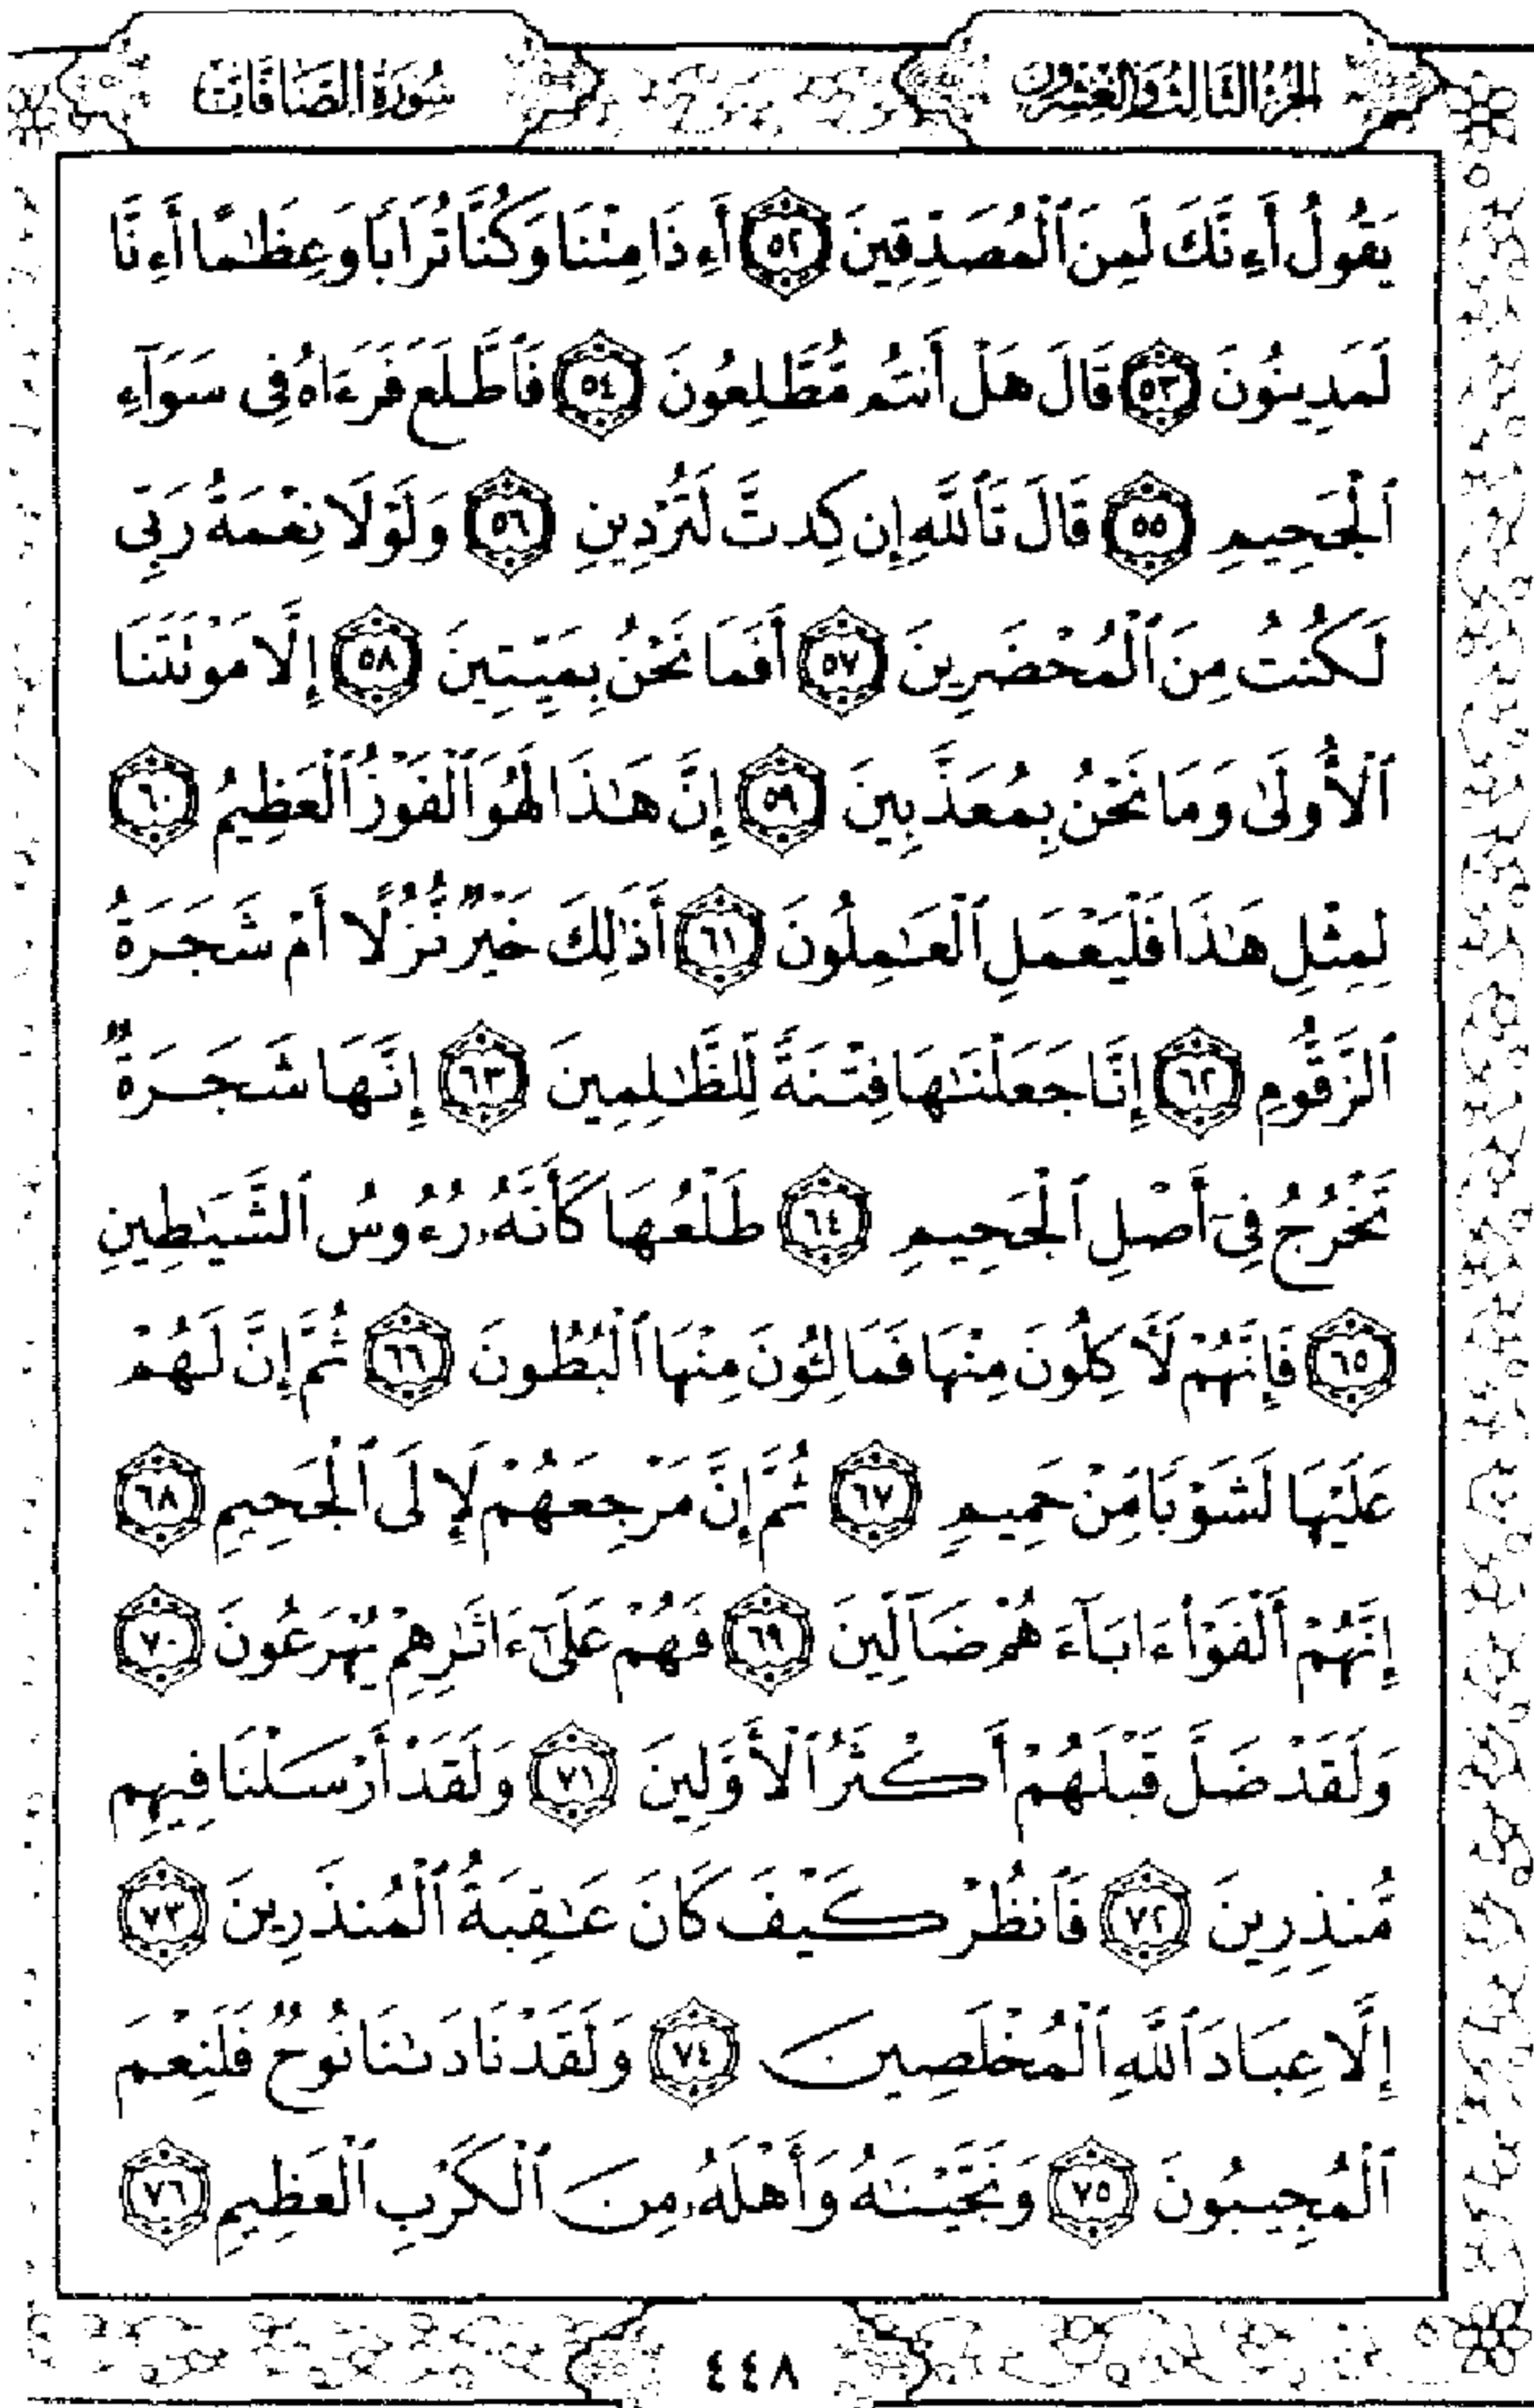 الجزء الثالث والعشرون
سورة الصافات
يَقُولُ أَءِنَّكَ لَمِنَ ٱلْمُصَدِّقِينَ ٥٢ أَءِذَا مِتْنَا وَكُنَّا تُرَابًا وَعِظَٰمًا أَءِنَّا
لَمَدِينُونَ ٥٣ قَالَ هَلْ أَنتُم مُّطَّلِعُونَ ٥٤ فَٱطَّلَعَ فَرَءَاهُ فِى سَوَآءِ
ٱلْجَحِيمِ ٥٥ قَالَ تَٱللَّهِ إِن كِدتَّ لَتُرْدِينِ ٥٦ وَلَوْلَا نِعْمَةُ رَبِّى
لَكُنتُ مِنَ ٱلْمُحْضَرِينَ ٥٧ أَفَمَا نَحْنُ بِمَيِّتِينَ ٥٨ إِلَّا مَوْتَتَنَا
ٱلْأُولَىٰ وَمَا نَحْنُ بِمُعَذَّبِينَ ٥٩ إِنَّ هَٰذَا لَهُوَ ٱلْفَوْزُ ٱلْعَظِيمُ ٦٠
لِمِثْلِ هَٰذَا فَلْيَعْمَلِ ٱلْعَٰمِلُونَ ٦١ أَذَٰلِكَ خَيْرٌ نُّزُلًا أَمْ شَجَرَةُ
ٱلزَّقُّومِ ٦٢ إِنَّا جَعَلْنَٰهَا فِتْنَةً لِّلظَّٰلِمِينَ ٦٣ إِنَّهَا شَجَرَةٌ
تَخْرُجُ فِىٓ أَصْلِ ٱلْجَحِيمِ ٦٤ طَلْعُهَا كَأَنَّهُۥ رُءُوسُ ٱلشَّيَٰطِينِ
٦٥ فَإِنَّهُمْ لَءَاكِلُونَ مِنْهَا فَمَالِـُٔونَ مِنْهَا ٱلْبُطُونَ ٦٦ ثُمَّ إِنَّ لَهُمْ
عَلَيْهَا لَشَوْبًا مِّنْ حَمِيمٍ ٦٧ ثُمَّ إِنَّ مَرْجِعَهُمْ لَإِلَى ٱلْجَحِيمِ ٦٨
إِنَّهُمْ أَلْفَوْا۟ ءَابَآءَهُمْ ضَآلِّينَ ٦٩ فَهُمْ عَلَىٰٓ ءَاثَٰرِهِمْ يُهْرَعُونَ ٧٠
وَلَقَدْ ضَلَّ قَبْلَهُمْ أَكْثَرُ ٱلْأَوَّلِينَ ٧١ وَلَقَدْ أَرْسَلْنَا فِيهِم
مُّنذِرِينَ ٧٢ فَٱنظُرْ كَيْفَ كَانَ عَٰقِبَةُ ٱلْمُنذَرِينَ ٧٣
إِلَّا عِبَادَ ٱللَّهِ ٱلْمُخْلَصِينَ ٧٤ وَلَقَدْ نَادَىٰنَا نُوحٌ فَلَنِعْمَ
ٱلْمُجِيبُونَ ٧٥ وَنَجَّيْنَٰهُ وَأَهْلَهُۥ مِنَ ٱلْكَرْبِ ٱلْعَظِيمِ ٧٦
٤٤٨